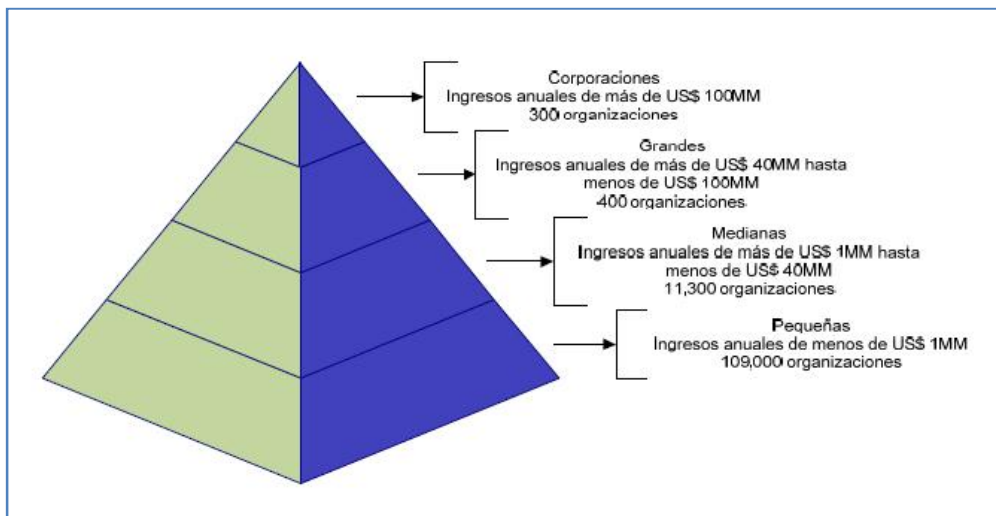 Corporaciones
Ingresos anuales de más de US$ 100MM
300 organizaciones
Grandes
Ingresos anuales de más de US$ 40MM hasta
menos de US$ 100MM
400 organizaciones
Medianas
Ingresos anuales de más de US$ 1MM hasta
menos de US$ 40MM
11,300 organizaciones
Pequeñas
Ingresos anuales de menos de US$ 1MM
109,000 organizaciones